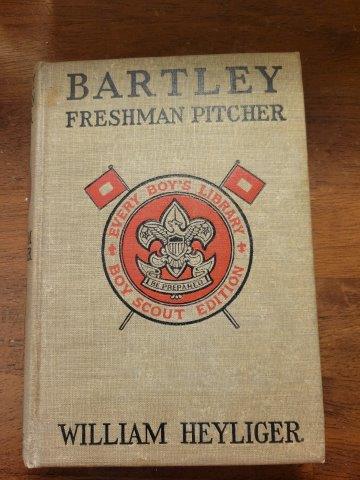 BARTLEY
FRESHMAN PITCHER
EVERY BOY'S LIBRARY
BE PREPARED
BOY SCOUT EDITION
WILLIAM HEYLIGER